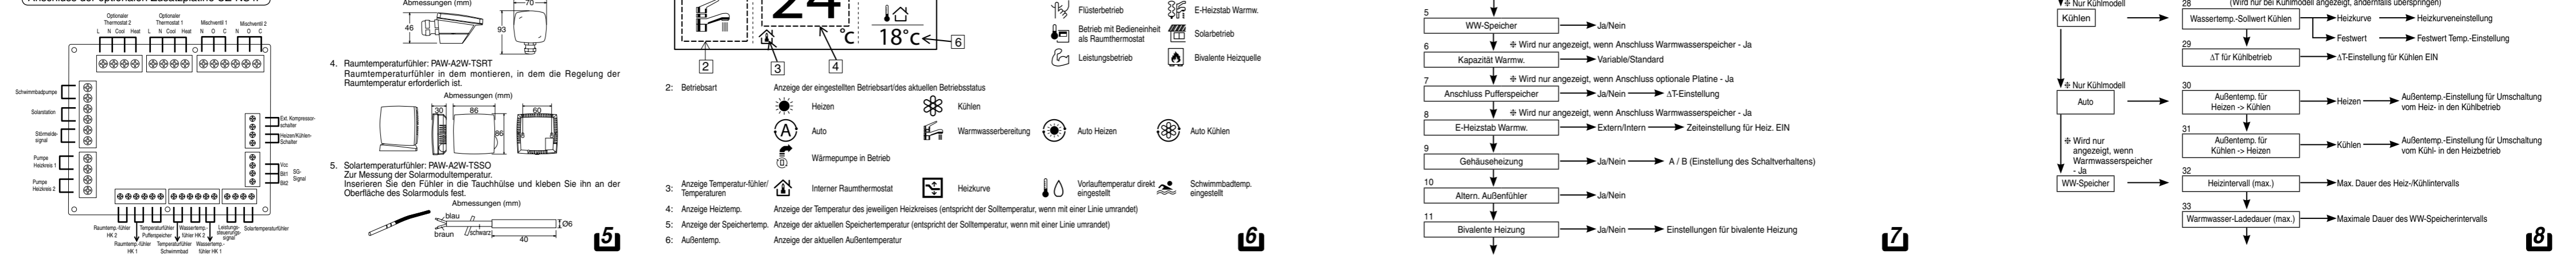 Anschluss der optionalen Zusatzplatine CZ-NS4P
Optionaler
Thermostat 2
Optionaler
Thermostat 1
Mischventil 1
Mischventil 2
L N Cool Heat
L N Cool Heat
N O C
N O C
Schwimmbadpumpe
Solarstation
Störmelde-
signal
Pumpe
Heizkreis 1
Pumpe
Heizkreis 2
Ext. Kompressor-
schalter
Heizen/Kühlen-
Schalter
Vcc
Bit1
Bit2
SG-
Signal
Raumtemp.-fühler
HK 2
Raumtemp.-fühler
HK 1
Temperaturfühler
Pufferspeicher
Temperaturfühler
Schwimmbad
Wassertemp.-
fühler HK 2
Wassertemp.-
fühler HK 1
Leistungs-
steuerungs-
signal
Solartemperaturfühler
Abmessungen (mm)
70
46
93
4. Raumtemperaturfühler: PAW-A2W-TSRT
Raumtemperaturfühler in dem montieren, in dem die Regelung der
Raumtemperatur erforderlich ist.
Abmessungen (mm)
30
86
60
86
5. Solartemperaturfühler: PAW-A2W-TSSO
Zur Messung der Solarmodultemperatur.
Inserieren Sie den Fühler in die Tauchhülse und kleben Sie ihn an der
Oberfläche des Solarmoduls fest.
Abmessungen (mm)
blau
braun
schwarz
Ø6
40
5
24
°c
18°c
2
3
4
6
Flüsterbetrieb
E-Heizstab Warmw.
Betrieb mit Bedieneinheit
als Raumthermostat
Solarbetrieb
Leistungsbetrieb
Bivalente Heizquelle
2: Betriebsart Anzeige der eingestellten Betriebsart/des aktuellen Betriebsstatus
Heizen
Kühlen
A
Auto
Warmwasserbereitung
Auto Heizen
Auto Kühlen
Wärmepumpe in Betrieb
3: Anzeige Temperatur-fühler/
Temperaturen
Interner Raumthermostat
Heizkurve
Vorlauftemperatur direkt
eingestellt
Schwimmbadtemp.
eingestellt
4: Anzeige Heiztemp. Anzeige der Temperatur des jeweiligen Heizkreises (entspricht der Solltemperatur, wenn mit einer Linie umrandet)
5: Anzeige der Speichertemp. Anzeige der aktuellen Speichertemperatur (entspricht der Solltemperatur, wenn mit einer Linie umrandet)
6: Außentemp. Anzeige der aktuellen Außentemperatur
6
5
WW-Speicher Ja/Nein
6 ❉ Wird nur angezeigt, wenn Anschluss Warmwasserspeicher - Ja
Kapazität Warmw. Variable/Standard
7 ❉ Wird nur angezeigt, wenn Anschluss optionale Platine - Ja
Anschluss Pufferspeicher Ja/Nein ΔT-Einstellung
8 ❉ Wird nur angezeigt, wenn Anschluss Warmwasserspeicher - Ja
E-Heizstab Warmw. Extern/Intern Zeiteinstellung für Heiz. EIN
9
Gehäuseheizung Ja/Nein A / B (Einstellung des Schaltverhaltens)
10
Altern. Außenfühler Ja/Nein
11
Bivalente Heizung Ja/Nein Einstellungen für bivalente Heizung
7
❉ Nur Kühlmodell
Kühlen
28 (Wird nur bei Kühlmodell angezeigt, andernfalls überspringen)
Wassertemp.-Sollwert Kühlen Heizkurve Heizkurveneinstellung
Festwert Festwert Temp.-Einstellung
29
ΔT für Kühlbetrieb ΔT-Einstellung für Kühlen EIN
❉ Nur Kühlmodell
Auto
30
Außentemp. für
Heizen -> Kühlen
Heizen
Außentemp.-Einstellung für Umschaltung
vom Heiz- in den Kühlbetrieb
31
Außentemp. für
Kühlen -> Heizen
Kühlen
Außentemp.-Einstellung für Umschaltung
vom Kühl- in den Heizbetrieb
❉ Wird nur
angezeigt, wenn
Warmwasserspeicher
- Ja
WW-Speicher
32
Heizintervall (max.) Max. Dauer des Heiz-/Kühlintervalls
33
Warmwasser-Ladedauer (max.) Maximale Dauer des WW-Speicherintervalls
8